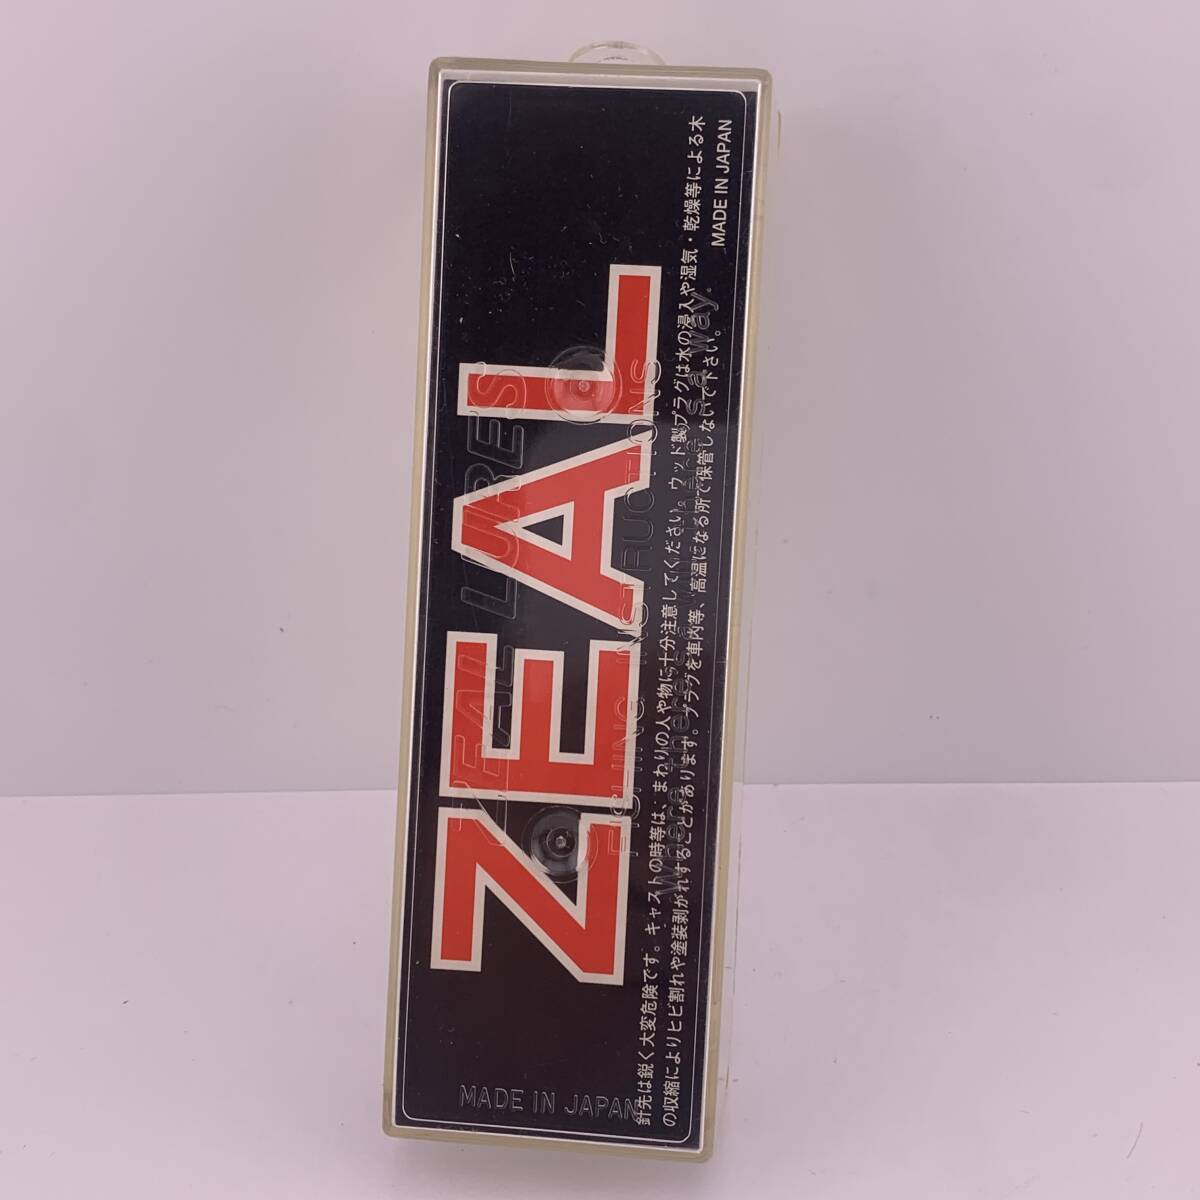 ZEAL
ZEAL LURES
FISHING INSTRUCTIONS
Where there's a will, there's a way.
MADE IN JAPAN
針先は鋭く大変危険です。キャストの時等は、まわりの人や物に十分注意してください。ウッド製プラグは水の浸入や湿気・乾燥等による木
の収縮によりヒビ割れや塗装剥がれすることがあります。プラグを車内等、高温になる所で保管しないで下さい。
MADE IN JAPAN